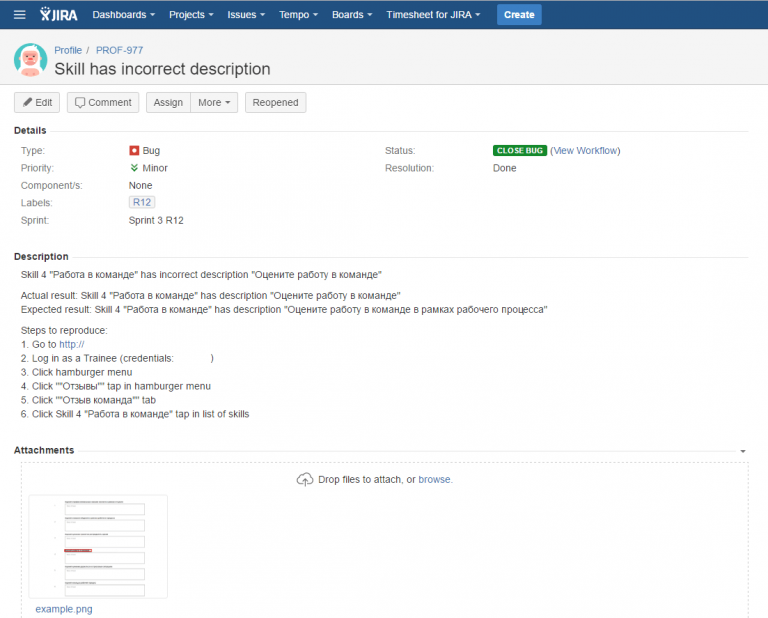 JIRA Dashboards Projects Issues Tempo Boards Timesheet for JIRA Create
Profile / PROF-977
Skill has incorrect description
Edit Comment Assign More Reopened
Details
Type: Bug Status: CLOSE BUG (View Workflow)
Priority: Minor Resolution: Done
Component/s: None
Labels: R12
Sprint: Sprint 3 R12
Description
Skill 4 "Работа в команде" has incorrect description "Оцените работу в команде"
Actual result: Skill 4 "Работа в команде" has description "Оцените работу в команде"
Expected result: Skill 4 "Работа в команде" has description "Оцените работу в команде в рамках рабочего процесса"
Steps to reproduce:
1. Go to http://
2. Log in as a Trainee (credentials: )
3. Click hamburger menu
4. Click ""Отзывы"" tap in hamburger menu
5. Click ""Отзыв команда"" tab
6. Click Skill 4 "Работа в команде" tap in list of skills
Attachments
Drop files to attach, or browse.
example.png